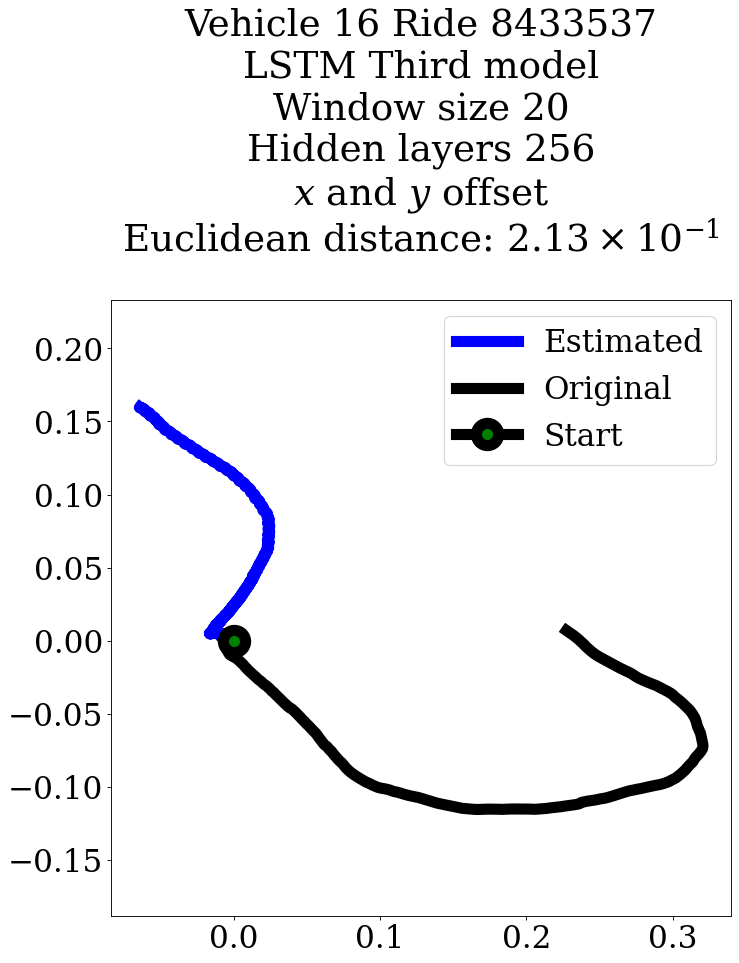 Vehicle 16 Ride 8433537
LSTM Third model
Window size 20
Hidden layers 256
x and y offset
Euclidean distance: 2.13 × 10⁻¹
Estimated
Original
Start
0.20
0.15
0.10
0.05
0.00
−0.05
−0.10
−0.15
0.0 0.1 0.2 0.3